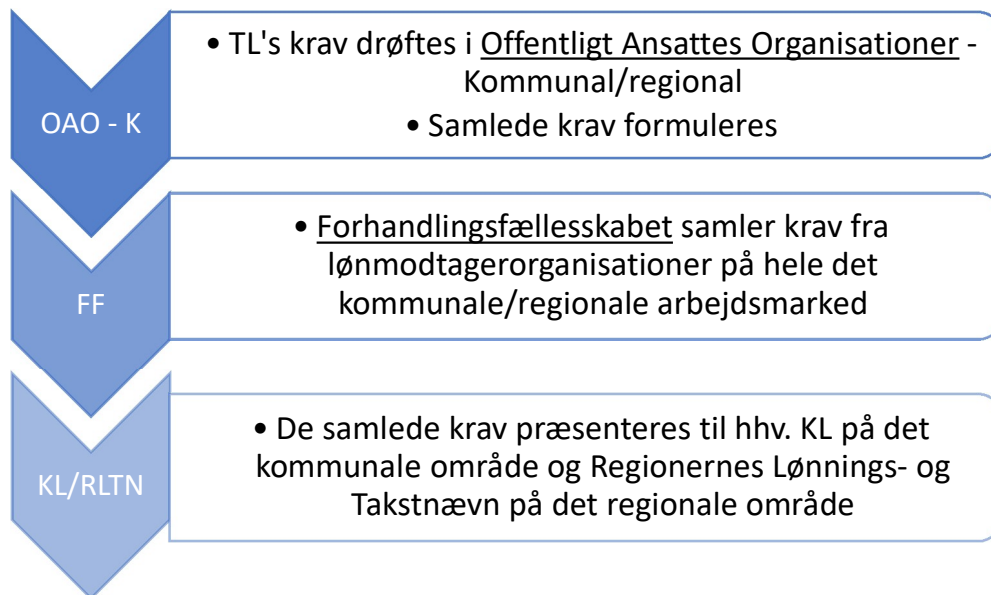 OAO - K
• TL's krav drøftes i Offentligt Ansattes Organisationer -
Kommunal/regional
• Samlede krav formuleres
FF
• Forhandlingsfællesskabet samler krav fra
lønmodtagerorganisationer på hele det
kommunale/regionale arbejdsmarked
KL/RLTN
• De samlede krav præsenteres til hhv. KL på det
kommunale område og Regionernes Lønnings- og
Takstnævn på det regionale område